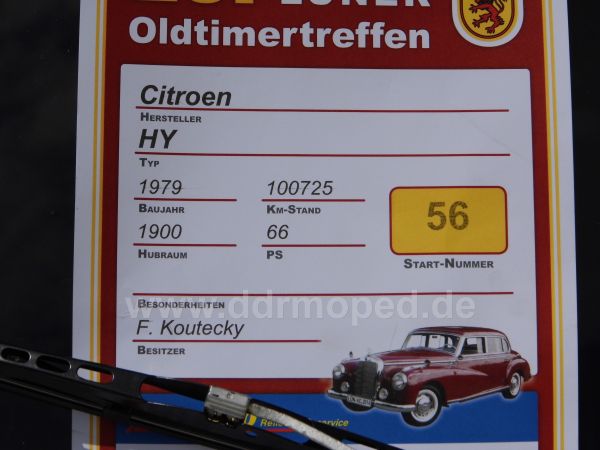 Oldtimertreffen
Citroen
HERSTELLER
HY
TYP
1979 100725
BAUJAHR KM-STAND
56
1900 66
HUBRAUM PS
START-NUMMER
BESONDERHEITEN
www.ddrmoped.de
F. Koutecky
BESITZER